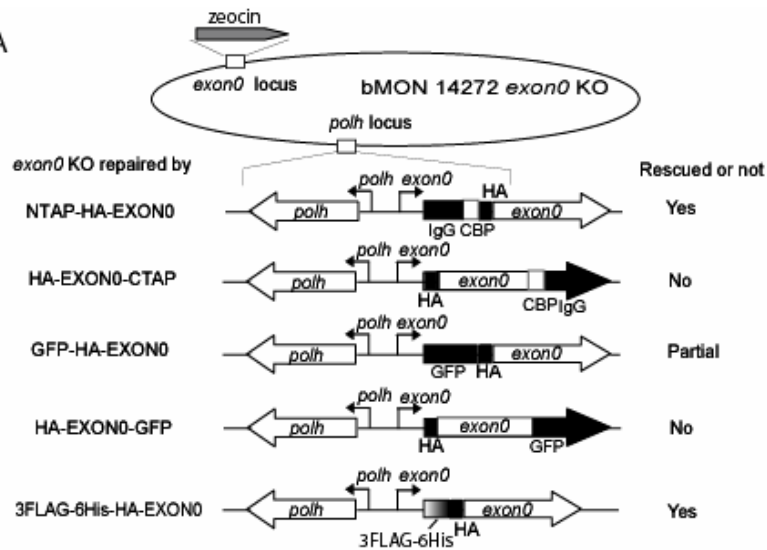 zeocin
A
exon0 locus
bMON 14272 exon0 KO
polh locus
exon0 KO repaired by
Rescued or not
polh exon0
HA
NTAP-HA-EXON0
polh
exon0
Yes
IgG CBP
polh exon0
HA-EXON0-CTAP
polh
exon0
No
HA
CBPIgG
polh exon0
GFP-HA-EXON0
polh
exon0
Partial
GFP HA
polh exon0
HA-EXON0-GFP
polh
exon0
No
HA
GFP
polh exon0
3FLAG-6His-HA-EXON0
polh
exon0
Yes
3FLAG-6His
HA